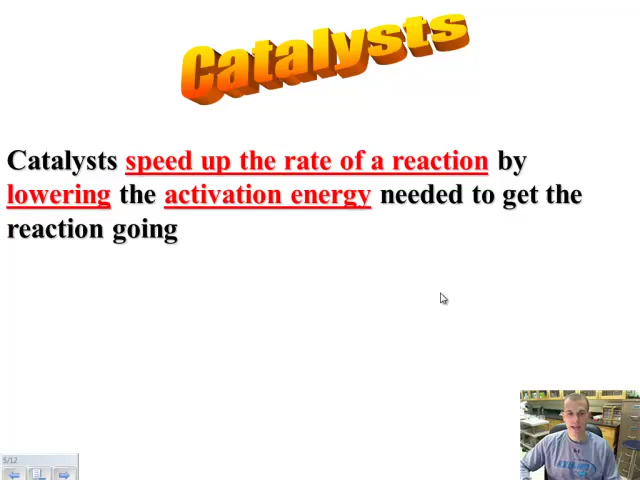 Catalysts
Catalysts speed up the rate of a reaction by
lowering the activation energy needed to get the
reaction going
5/12